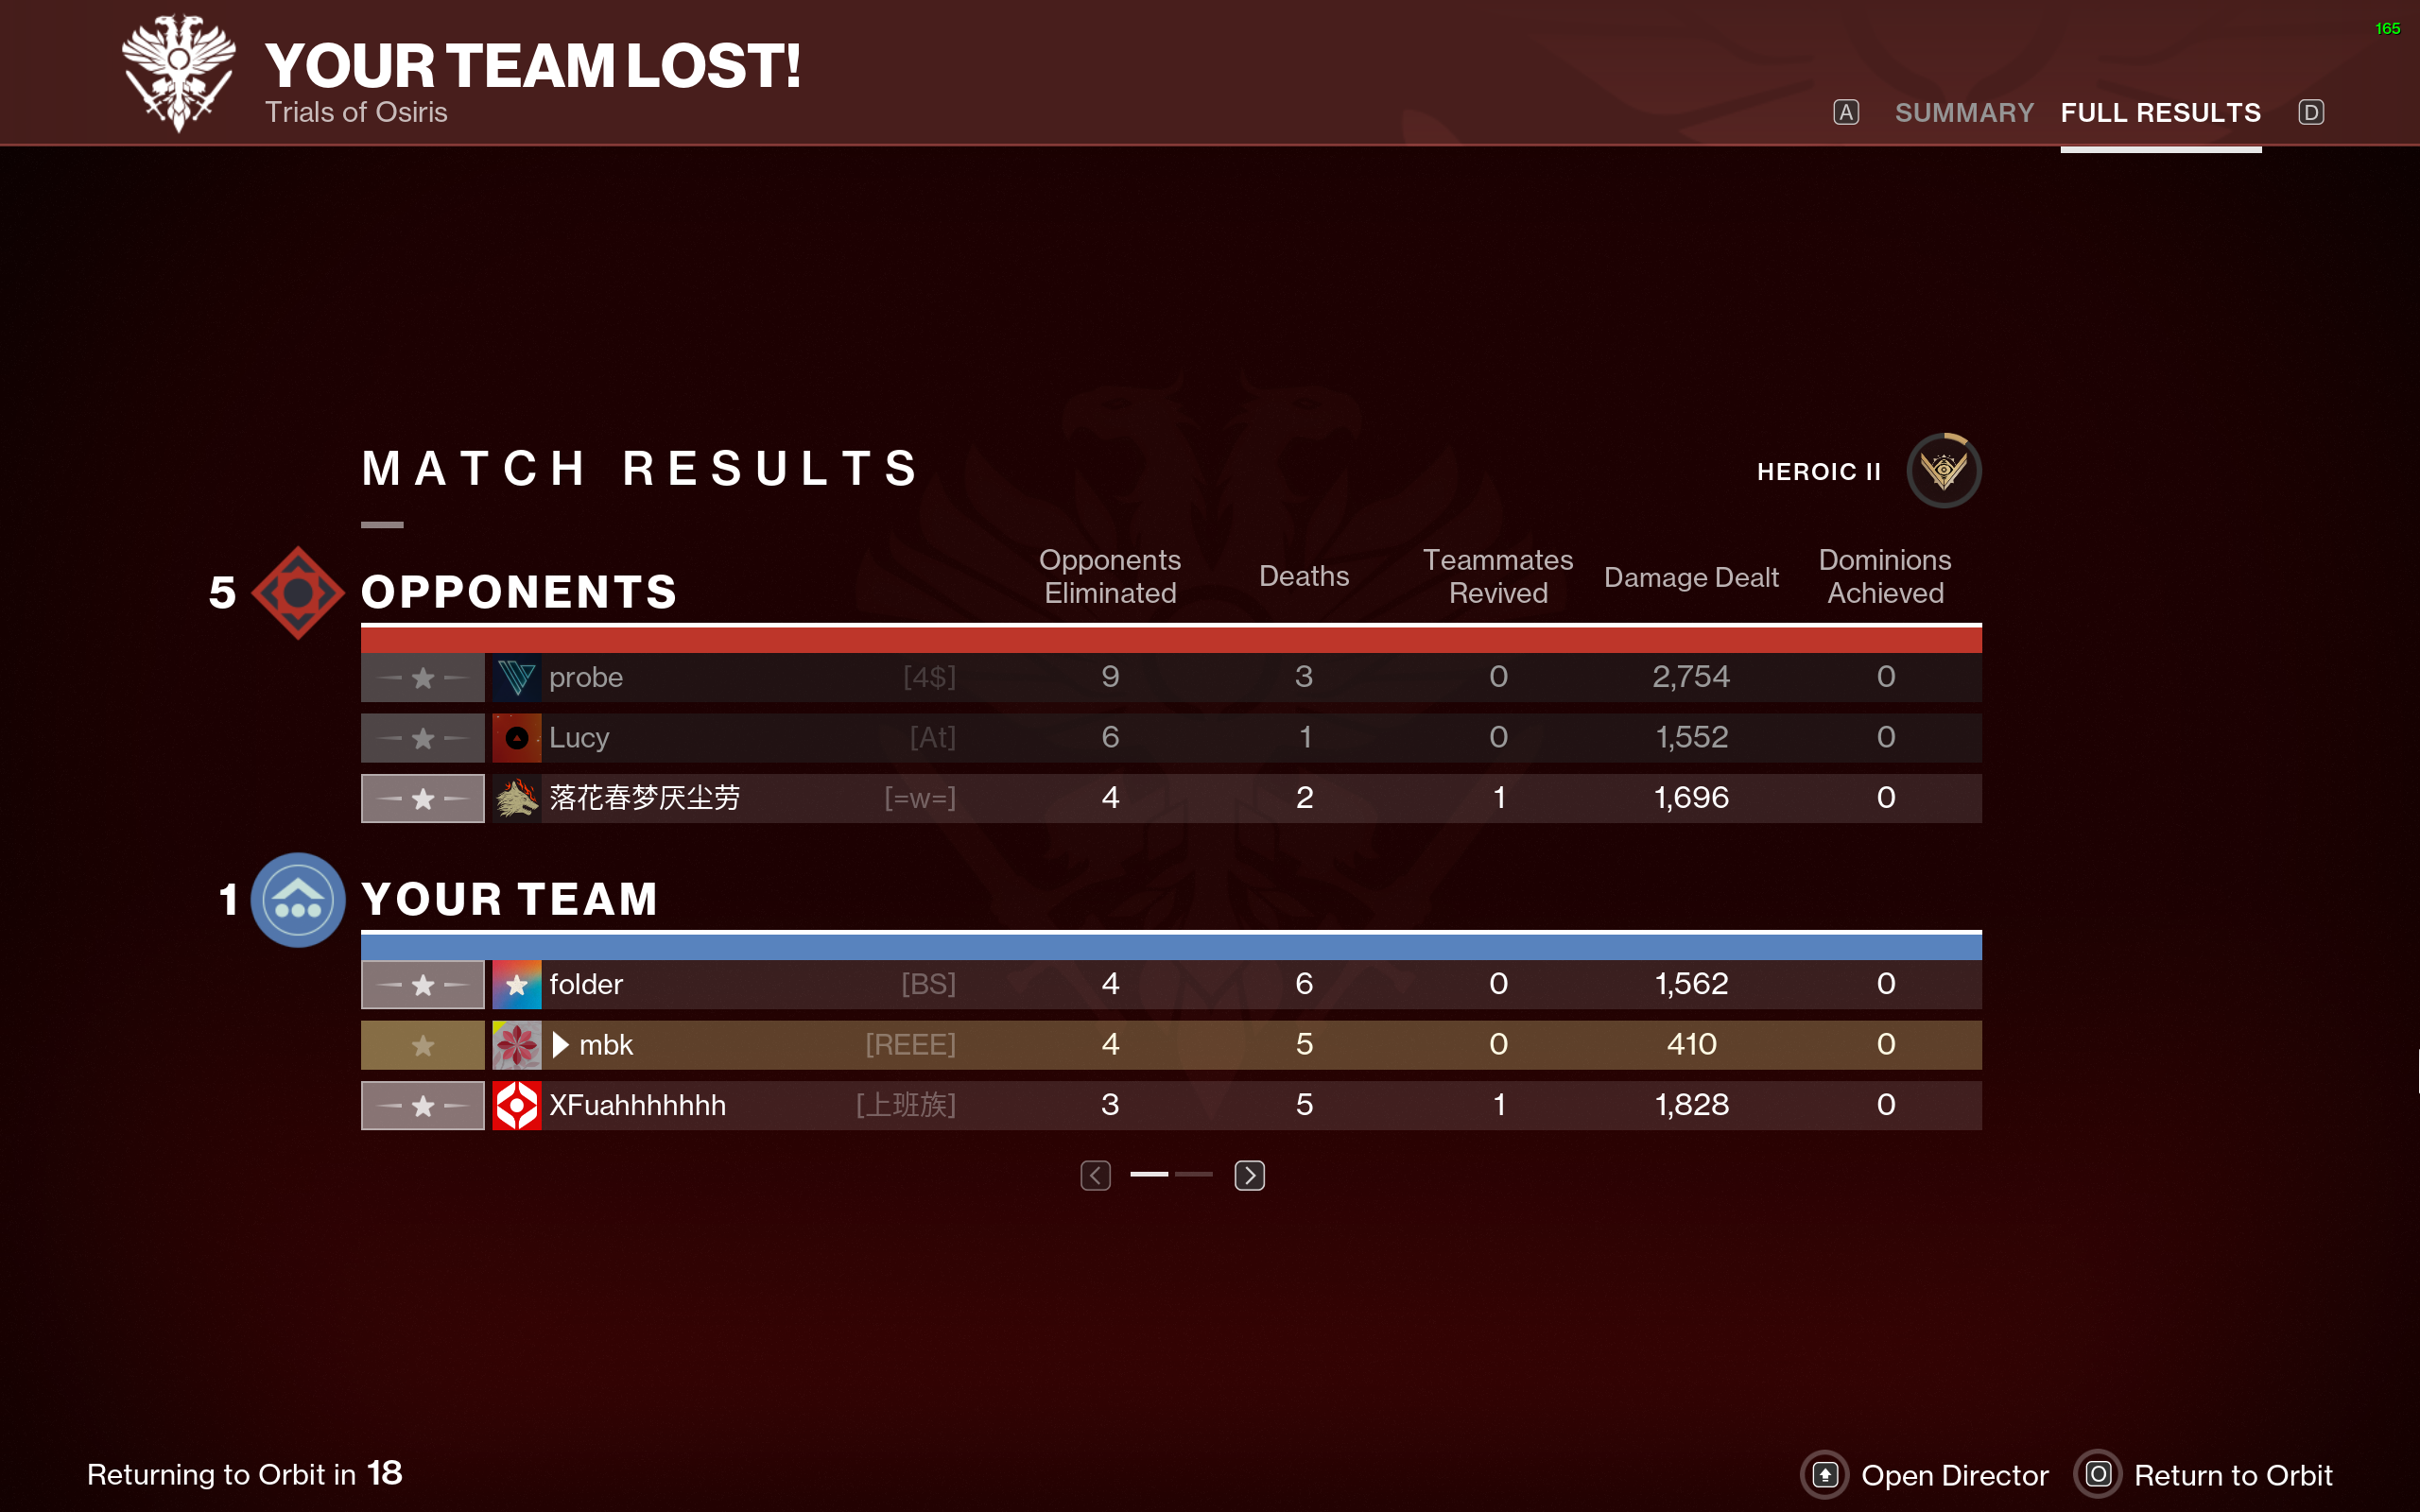 165
YOUR TEAM LOST!
Trials of Osiris
A SUMMARY FULL RESULTS D
MATCH RESULTS
HEROIC II
5 OPPONENTS
Opponents Eliminated Deaths Teammates Revived Damage Dealt Dominions Achieved
probe [4$] 9 3 0 2,754 0
Lucy [At] 6 1 0 1,552 0
落花春梦厌尘劳 [=w=] 4 2 1 1,696 0
1 YOUR TEAM
folder [BS] 4 6 0 1,562 0
mbk [REEE] 4 5 0 410 0
XFuahhhhhhh [上班族] 3 5 1 1,828 0
Returning to Orbit in 18
Open Director O Return to Orbit